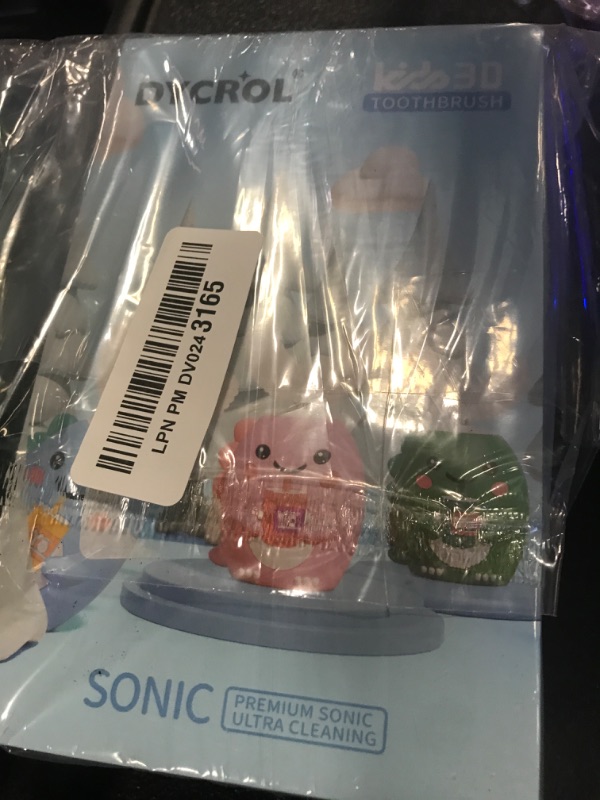 DYCROL
kids 3D
TOOTHBRUSH
LPN PM DV0243165
SONIC
PREMIUM SONIC
ULTRA CLEANING